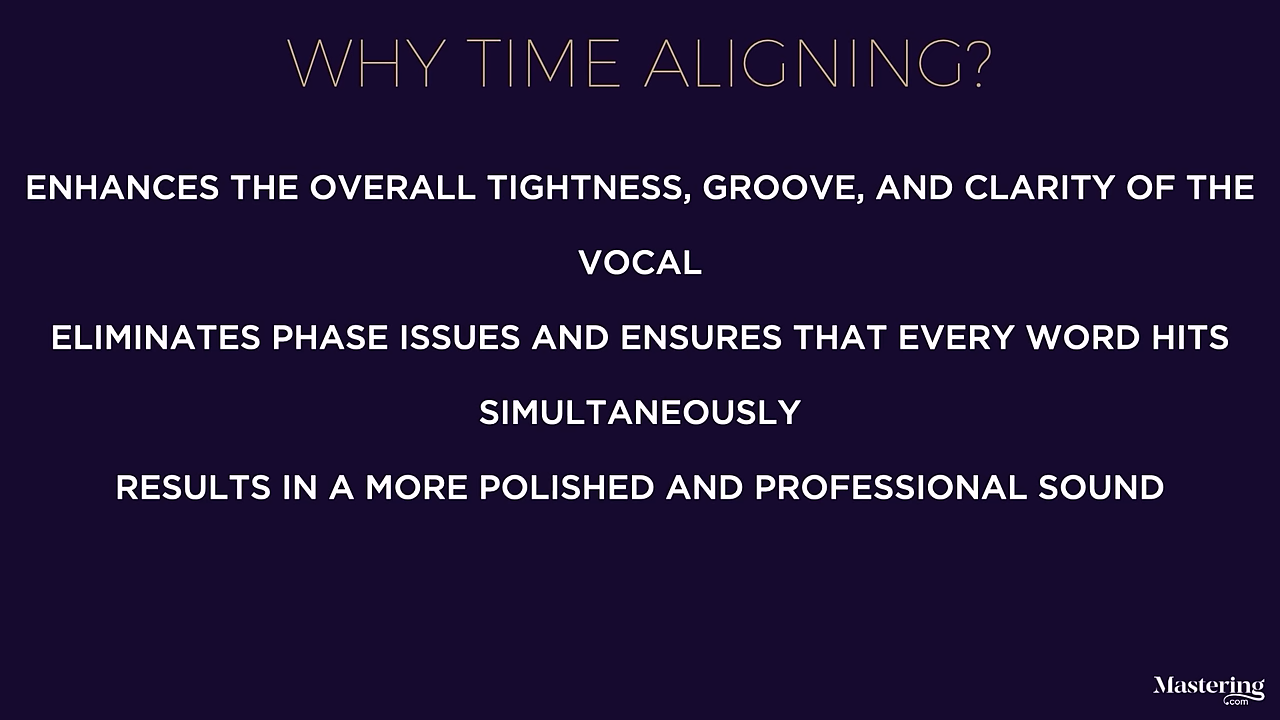 WHY TIME ALIGNING?
ENHANCES THE OVERALL TIGHTNESS, GROOVE, AND CLARITY OF THE
VOCAL
ELIMINATES PHASE ISSUES AND ENSURES THAT EVERY WORD HITS
SIMULTANEOUSLY
RESULTS IN A MORE POLISHED AND PROFESSIONAL SOUND
Mastering
.com